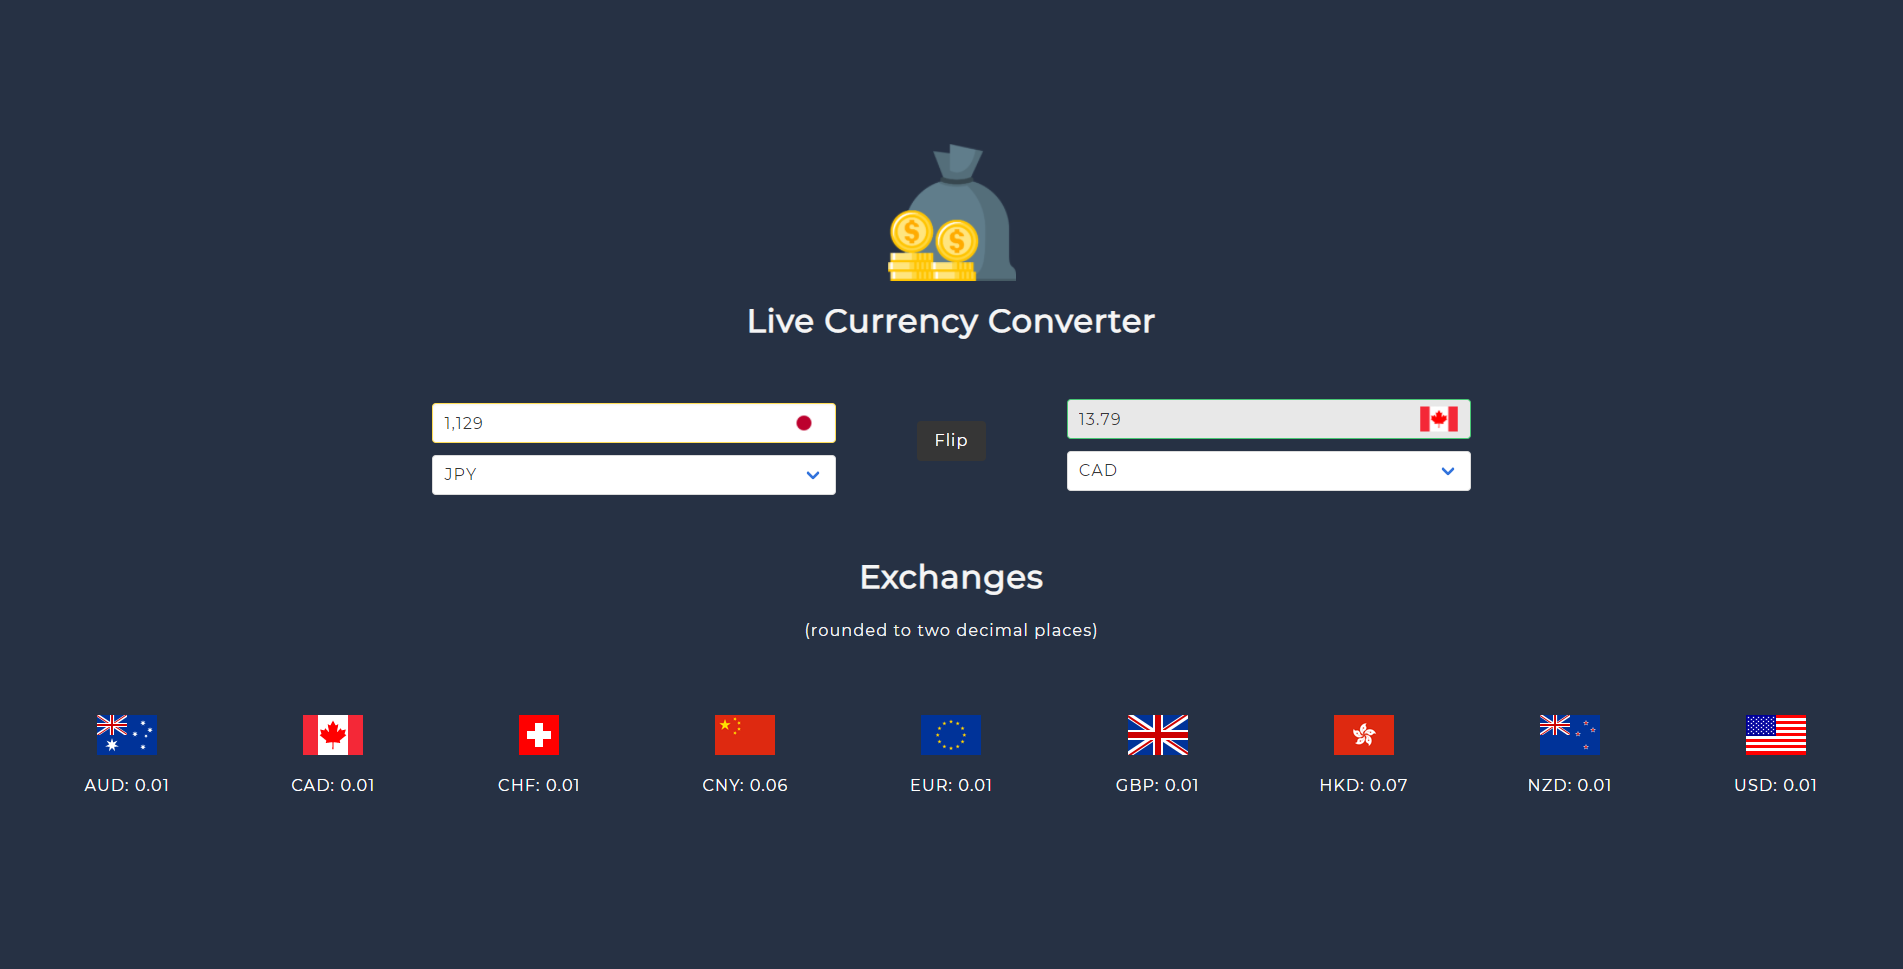 Live Currency Converter
1,129
13.79
Flip
JPY
CAD
Exchanges
(rounded to two decimal places)
AUD: 0.01
CAD: 0.01
CHF: 0.01
CNY: 0.06
EUR: 0.01
GBP: 0.01
HKD: 0.07
NZD: 0.01
USD: 0.01